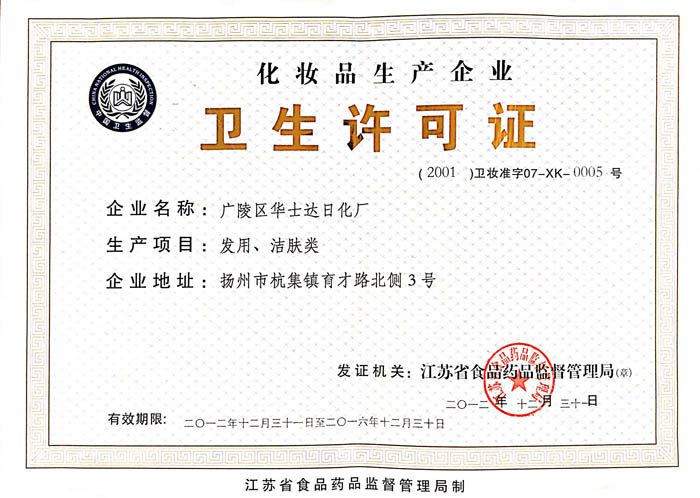 CHINA NATIONAL HEALTH INSPECTION
中国卫生监督
化妆品生产企业
卫生许可证
(2001 )卫妆准字07-XK-0005号
企业名称：广陵区华士达日化厂
生产项目：发用、洁肤类
企业地址：扬州市杭集镇育才路北侧3号
发证机关：江苏省食品药品监督管理局(章)
江苏省食品药品监督管理局
二〇一二年 十二月 三十一日
有效期限：二〇一二年十二月三十一日至二〇一六年十二月三十日
江苏省食品药品监督管理局制